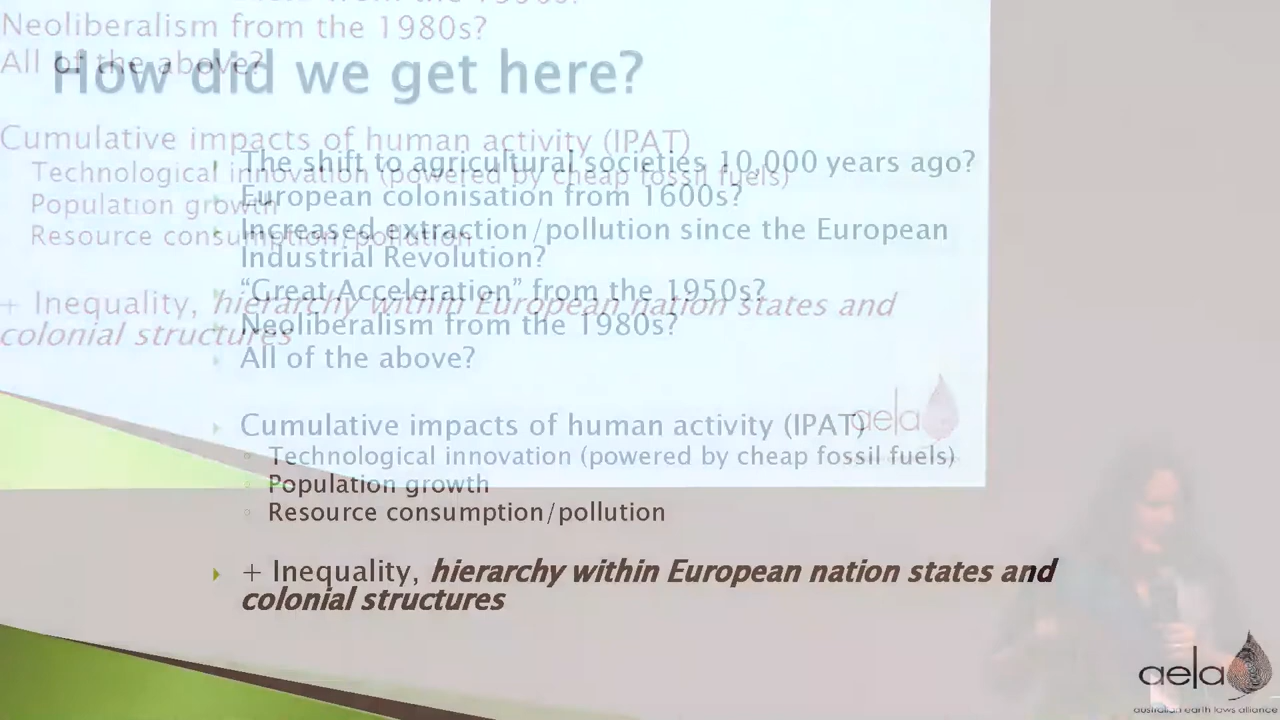 Neoliberalism from the 1980s?
All of the above?
Cumulative impacts of human activity (IPAT)
Technological innovation (powered by cheap fossil fuels)
Population growth
Resource consumption/pollution
+ Inequality, hierarchy within European nation states and
colonial structures
aela
How did we get here?
The shift to agricultural societies 10,000 years ago?
European colonisation from 1600s?
Increased extraction/pollution since the European
Industrial Revolution?
“Great Acceleration” from the 1950s?
Neoliberalism from the 1980s?
All of the above?
Cumulative impacts of human activity (IPAT)
Technological innovation (powered by cheap fossil fuels)
Population growth
Resource consumption/pollution
+ Inequality, hierarchy within European nation states and
colonial structures
aela
australian earth laws alliance